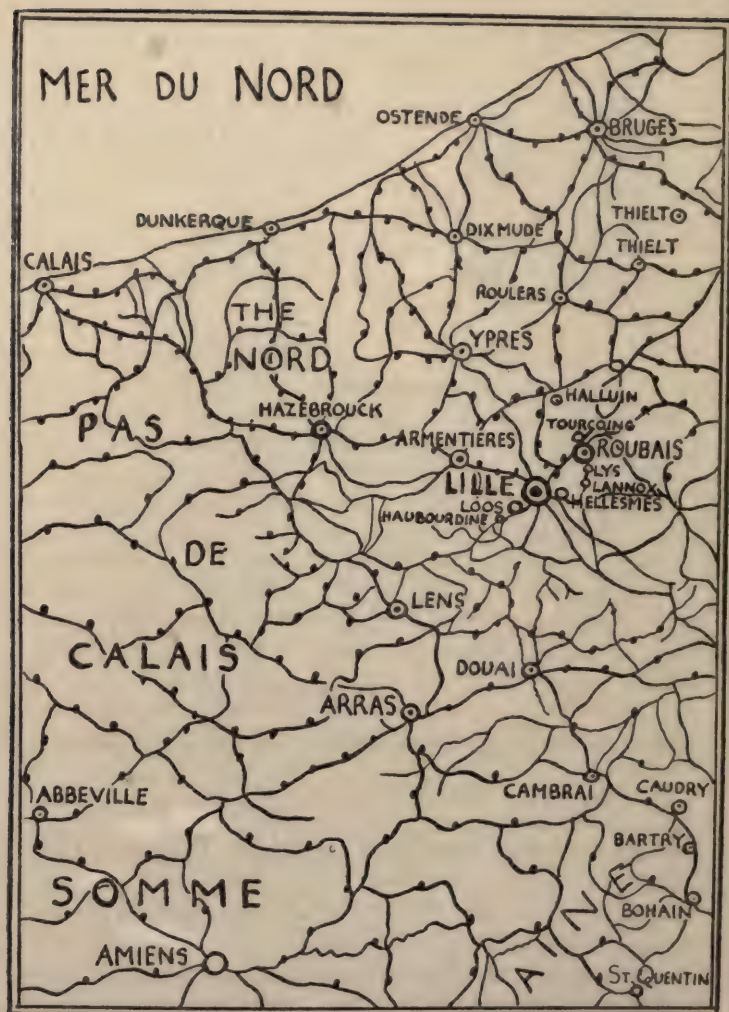 MER DU NORD
OSTENDE
BRUGES
DUNKERQUE
DIXMUDE
THIELT
THIELT
CALAIS
THE
NORD
ROULERS
YPRES
PAS
HAZEBROUCK
HALLUIN
TOURCOING
ARMENTIÈRES
ROUBAIS
LILLE
LYS
LANNOX
HELLESMES
LOOS
HAUBOURDINE
DE
LENS
CALAIS
DOUAI
ARRAS
ABBEVILLE
CAMBRAI
CAUDRY
BARTRY
SOMME
AINE
BOHAIN
AMIENS
ST. QUENTIN